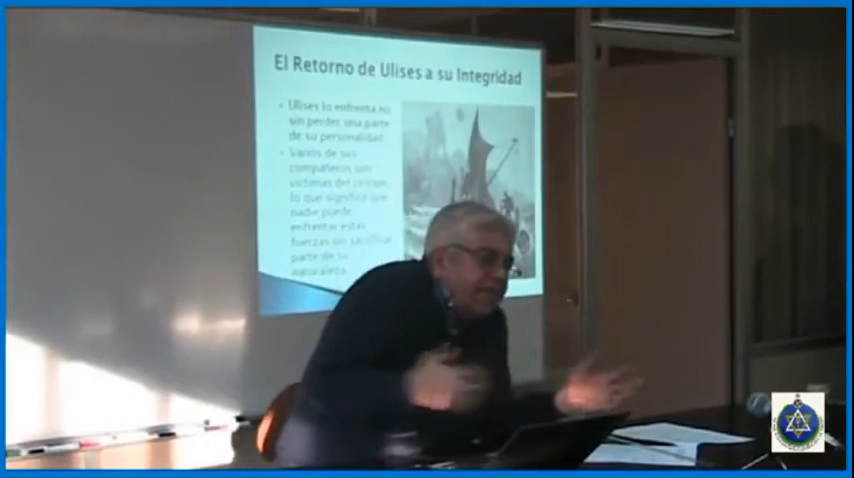 El Retorno de Ulises a su Integridad
Ulises lo enfrenta no
sin perder una parte
de su personalidad.
Varios de sus
compañeros son
víctimas del
lo que significa que
nadie puede
enfrentar estas
fuerzas sin sacrificar
parte de su
naturaleza.